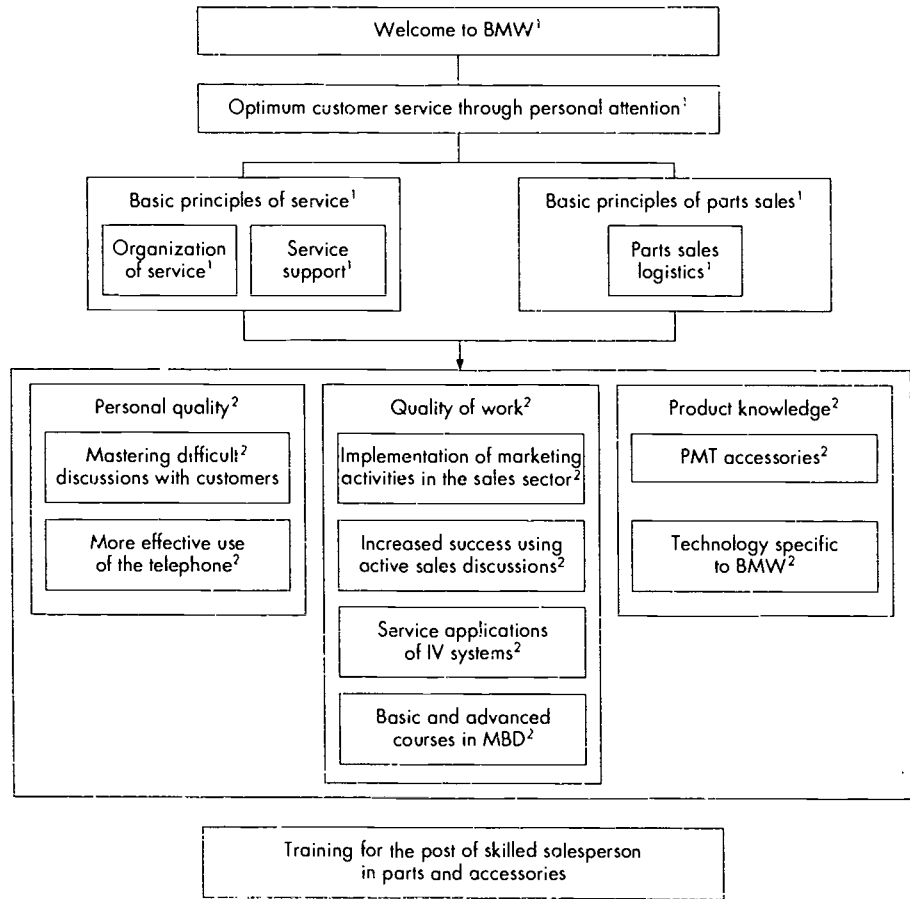 Welcome to BMW¹
Optimum customer service through personal attention¹
Basic principles of service¹
Organization
of service¹
Service
support¹
Basic principles of parts sales¹
Parts sales
logistics¹
Personal quality²
Mastering difficult²
discussions with customers
More effective use
of the telephone²
Quality of work²
Implementation of marketing
activities in the sales sector²
Increased success using
active sales discussions²
Service applications
of IV systems²
Basic and advanced
courses in MBD²
Product knowledge²
PMT accessories²
Technology specific
to BMW²
Training for the post of skilled salesperson
in parts and accessories